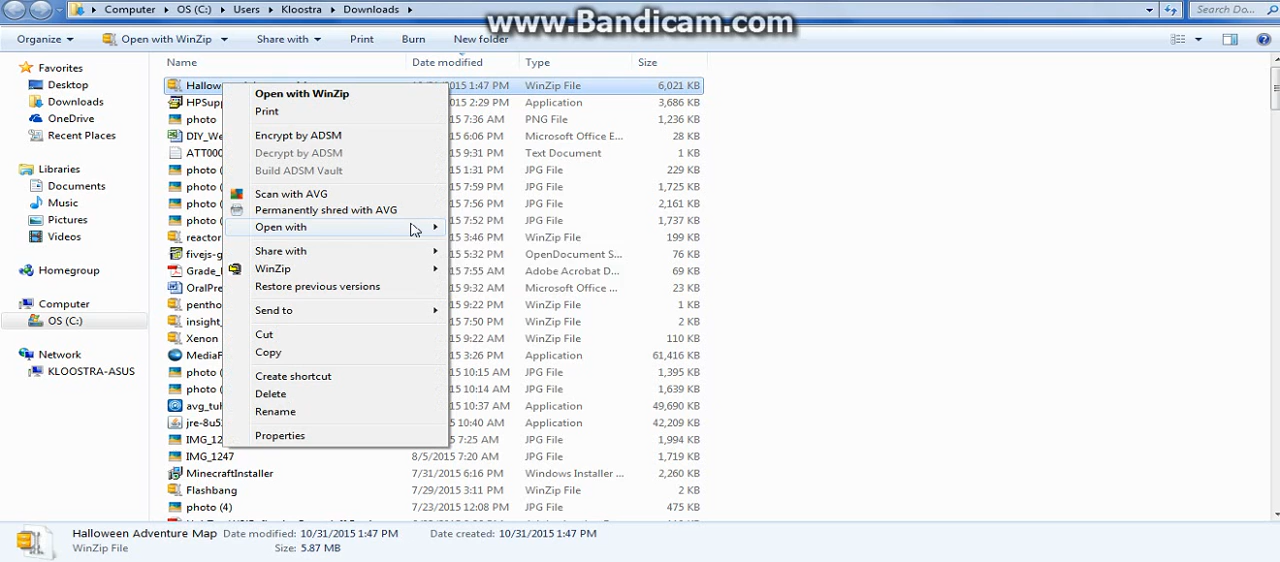 Computer ▸ OS (C:) ▸ Users ▸ Kloostra ▸ Downloads ▸
www.Bandicam.com
Search Do...
Organize Open with WinZip Share with Print Burn New folder
Name Date modified Type Size
Favorites
Desktop
Downloads
OneDrive
Recent Places
Libraries
Documents
Music
Pictures
Videos
Homegroup
Computer
OS (C:)
Network
KLOOSTRA-ASUS
1:47 PM WinZip File 6,021 KB
HPSup 15 2:29 PM Application 3,686 KB
photo 15 7:36 AM PNG File 1,236 KB
DIY_We 15 6:06 PM Microsoft Office E... 28 KB
ATT000 15 9:31 PM Text Document 1 KB
photo ( 15 1:31 PM JPG File 229 KB
photo ( 15 7:59 PM JPG File 1,725 KB
photo ( 15 7:56 PM JPG File 2,161 KB
photo ( 15 7:52 PM JPG File 1,737 KB
reactor 15 3:46 PM WinZip File 199 KB
fivejs-g 15 5:32 PM OpenDocument S... 68 KB
Grade_ 15 7:55 AM Adobe Acrobat D... 69 KB
OralPre 15 9:32 AM Microsoft Office ... 23 KB
pentho 15 9:22 PM WinZip File 1 KB
insight_ 15 7:50 PM WinZip File 2 KB
Xenon 15 9:22 AM WinZip File 110 KB
MediaP 15 3:26 PM Application 61,416 KB
photo ( 15 10:15 AM JPG File 1,395 KB
photo ( 15 10:14 AM JPG File 1,639 KB
avg_tuh 15 10:37 AM Application 49,690 KB
jre-8u5 15 10:40 AM Application 42,209 KB
IMG_12 15 7:25 AM JPG File 1,994 KB
IMG_1247 8/5/2015 7:20 AM JPG File 1,719 KB
MinecraftInstaller 7/31/2015 6:16 PM Windows Installer ... 2,260 KB
Flashbang 7/29/2015 3:11 PM WinZip File 2 KB
photo (4) 7/23/2015 12:08 PM JPG File 475 KB
Open with WinZip
Print
Encrypt by ADSM
Decrypt by ADSM
Build ADSM Vault
Scan with AVG
Permanently shred with AVG
Open with
Share with
WinZip
Restore previous versions
Send to
Cut
Copy
Create shortcut
Delete
Rename
Properties
Halloween Adventure Map Date modified: 10/31/2015 1:47 PM Date created: 10/31/2015 1:47 PM
WinZip File Size: 5.87 MB